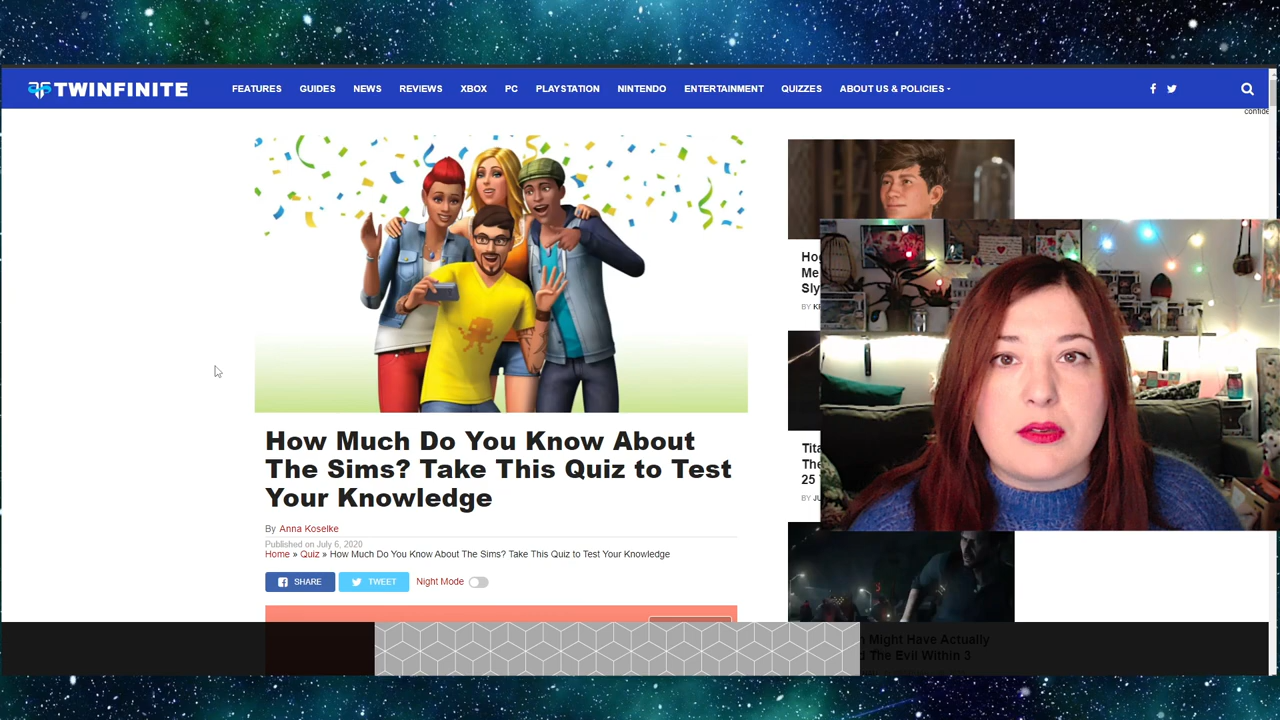 TWINFINITE
FEATURES GUIDES NEWS REVIEWS XBOX PC PLAYSTATION NINTENDO ENTERTAINMENT QUIZZES ABOUT US & POLICIES
How Much Do You Know About
The Sims? Take This Quiz to Test
Your Knowledge
By Anna Koselke
Published on July 6, 2020
Home » Quiz » How Much Do You Know About The Sims? Take This Quiz to Test Your Knowledge
SHARE TWEET Night Mode
BY
25
BY
Might Have Actually
The Evil Within 3